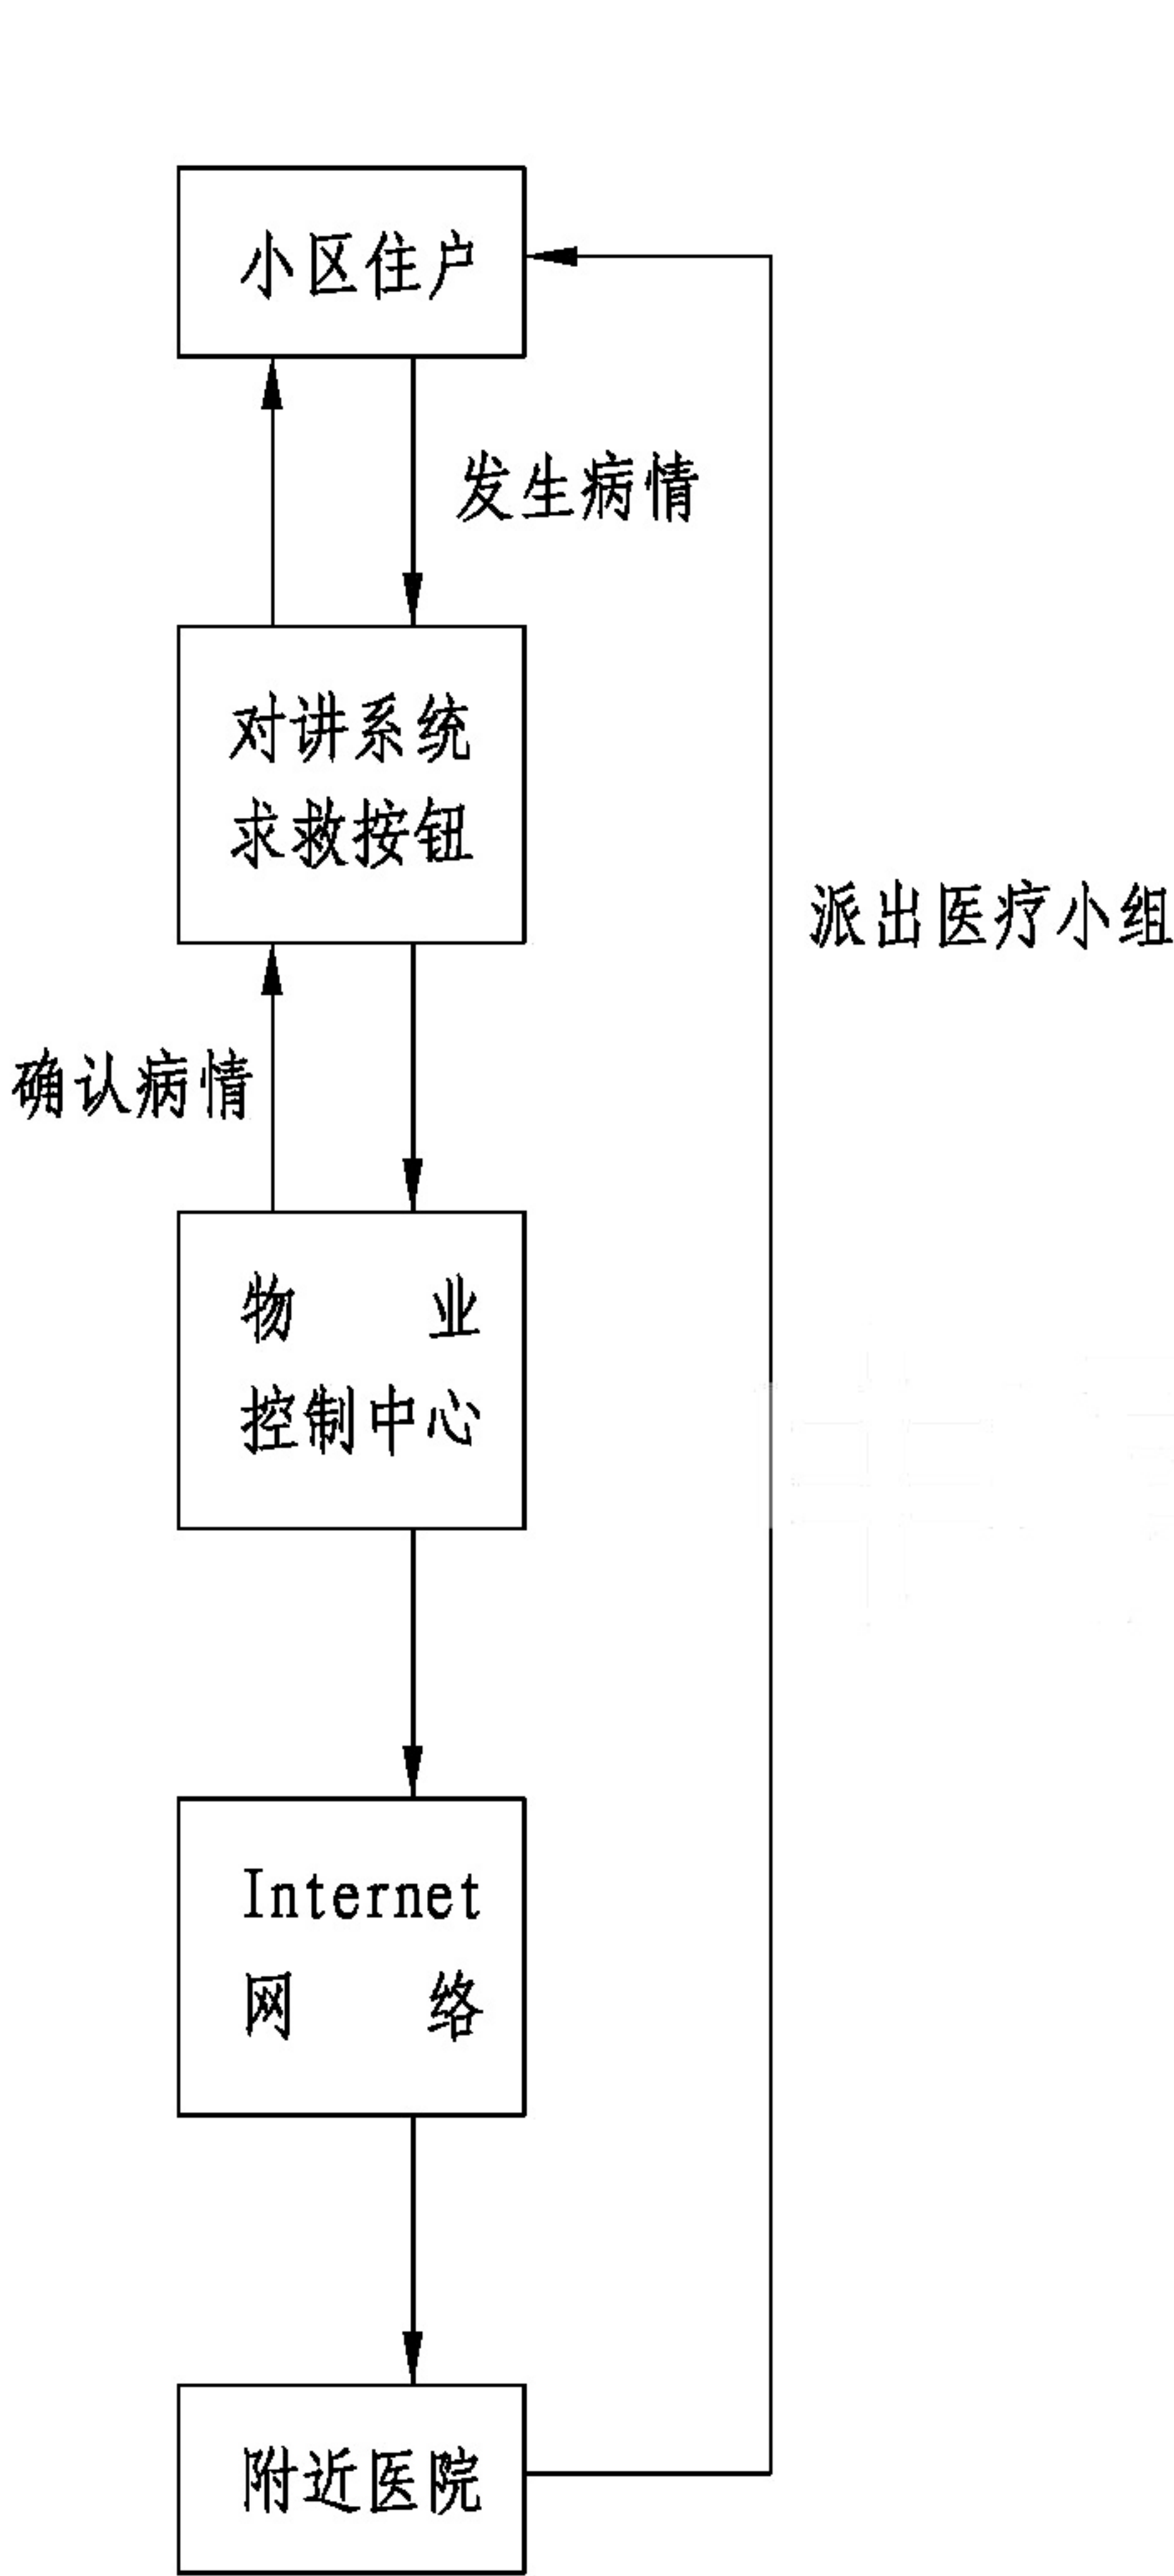 小区住户
发生病情
对讲系统
求救按钮
派出医疗小组
确认病情
物 业
控制中心
Internet
网 络
附近医院